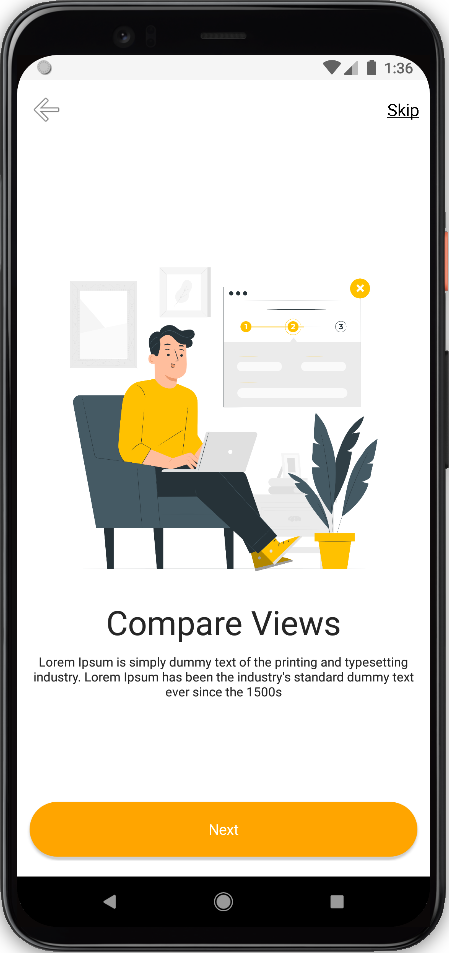 1:36
Skip
1 2 3
Compare Views
Lorem Ipsum is simply dummy text of the printing and typesetting
industry. Lorem Ipsum has been the industry's standard dummy text
ever since the 1500s
Next